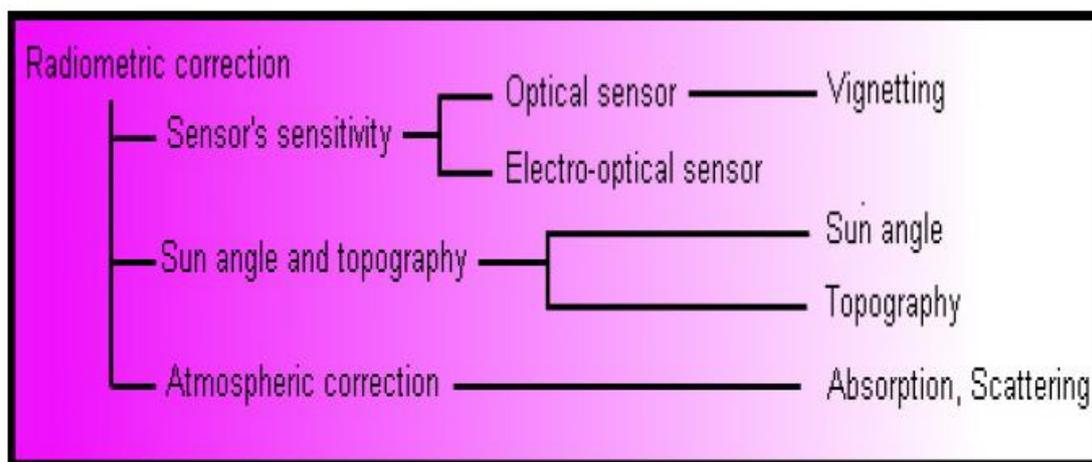 Radiometric correction
Optical sensor
Vignetting
Sensor's sensitivity
Electro-optical sensor
Sun angle
Sun angle and topography
Topography
Atmospheric correction
Absorption, Scattering